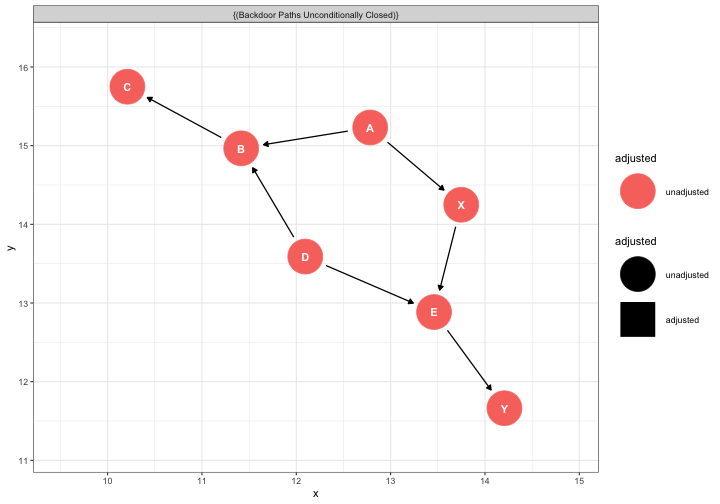 {(Backdoor Paths Unconditionally Closed)}
16
15
14
13
12
11
y
C
B
A
X
D
E
Y
10
11
12
13
14
15
x
adjusted
unadjusted
adjusted
unadjusted
adjusted